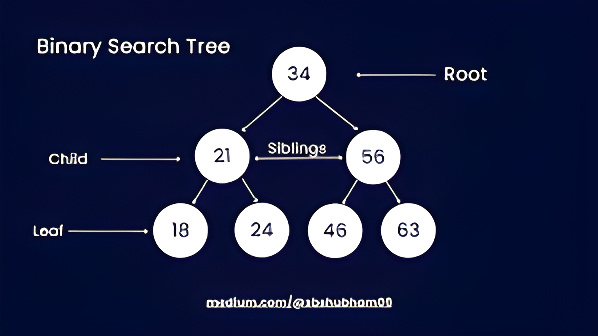 Binary Search Tree
34
Root
Child
21
Siblings
56
Leaf
18
24
46
63